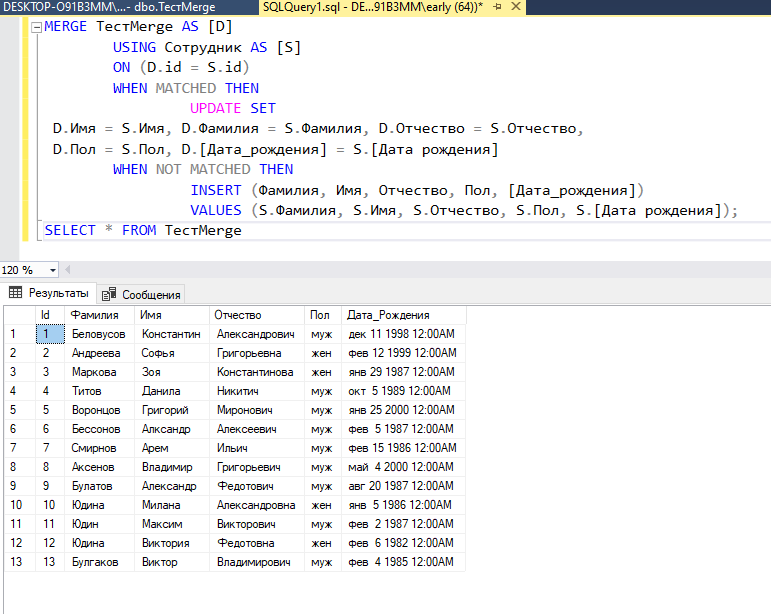 DESKTOP-O91B3MM\...- dbo.ТестMerge SQLQuery1.sql - DE...91B3MM\early (64))*
MERGE ТестMerge AS [D]
USING Сотрудник AS [S]
ON (D.id = S.id)
WHEN MATCHED THEN
UPDATE SET
D.Имя = S.Имя, D.Фамилия = S.Фамилия, D.Отчество = S.Отчество,
D.Пол = S.Пол, D.[Дата_рождения] = S.[Дата рождения]
WHEN NOT MATCHED THEN
INSERT (Фамилия, Имя, Отчество, Пол, [Дата_рождения])
VALUES (S.Фамилия, S.Имя, S.Отчество, S.Пол, S.[Дата рождения]);
SELECT * FROM ТестMerge
120 %
Результаты Сообщения
Id Фамилия Имя Отчество Пол Дата_Рождения
1 1 Беловусов Константин Александрович муж дек 11 1998 12:00AM
2 2 Андреева Софья Григорьевна жен фев 12 1999 12:00AM
3 3 Маркова Зоя Константинова жен янв 29 1987 12:00AM
4 4 Титов Данила Никитич муж окт 5 1989 12:00AM
5 5 Воронцов Григорий Миронович муж янв 25 2000 12:00AM
6 6 Бессонов Алксандр Алексеевич муж фев 5 1987 12:00AM
7 7 Смирнов Арем Ильич муж фев 15 1986 12:00AM
8 8 Аксенов Владимир Григорьевич муж май 4 2000 12:00AM
9 9 Булатов Александр Федотович муж авг 20 1987 12:00AM
10 10 Юдина Милана Александровна жен янв 5 1986 12:00AM
11 11 Юдин Максим Викторович муж фев 2 1987 12:00AM
12 12 Юдина Виктория Федотовна жен фев 6 1982 12:00AM
13 13 Булгаков Виктор Владимирович муж фев 4 1985 12:00AM